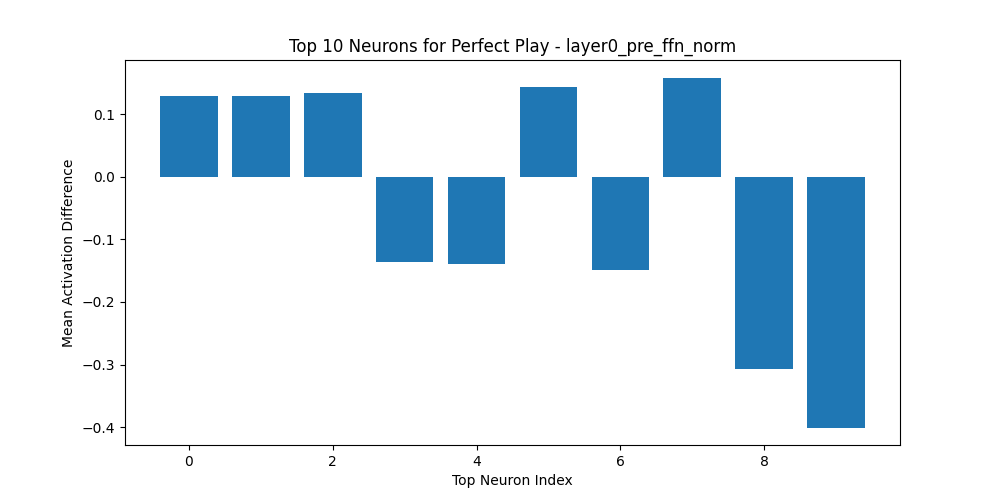 Top 10 Neurons for Perfect Play - layer0_pre_ffn_norm
Mean Activation Difference
0.1
0.0
−0.1
−0.2
−0.3
−0.4
0 2 4 6 8
Top Neuron Index